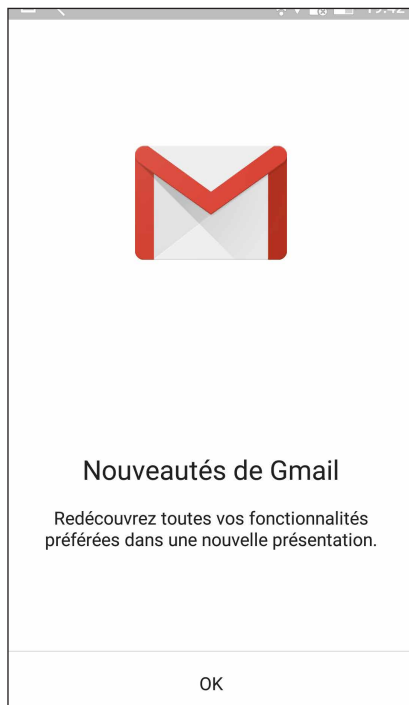 Nouveautés de Gmail
Redécouvrez toutes vos fonctionnalités
préférées dans une nouvelle présentation.
OK